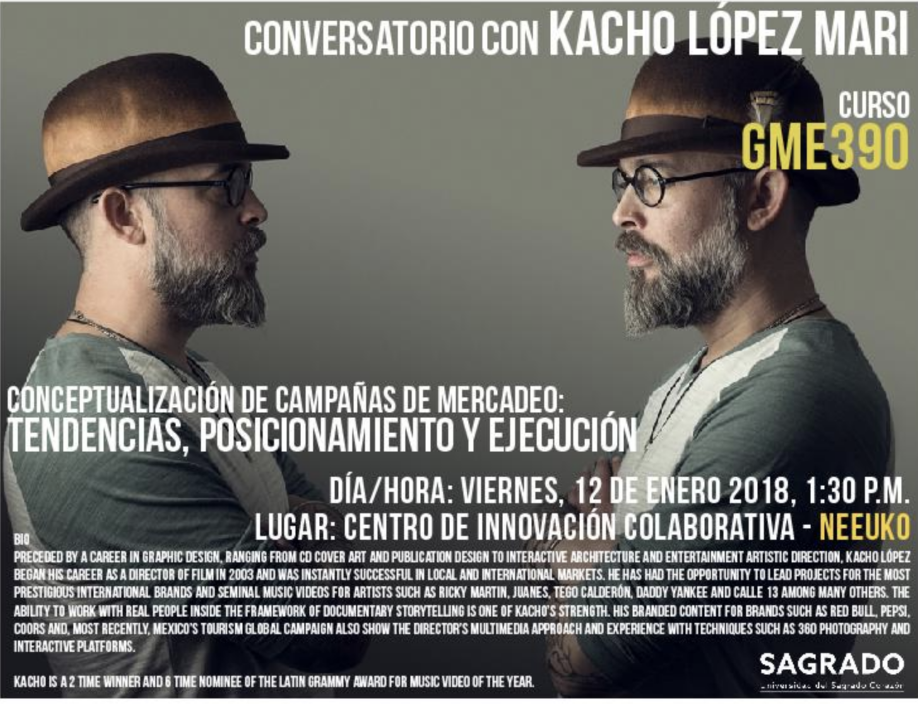 CONVERSATORIO CON KACHO LÓPEZ MARI
CURSO
GME390
CONCEPTUALIZACIÓN DE CAMPAÑAS DE MERCADEO:
TENDENCIAS, POSICIONAMIENTO Y EJECUCIÓN
DÍA/HORA: VIERNES, 12 DE ENERO 2018, 1:30 P.M.
LUGAR: CENTRO DE INNOVACIÓN COLABORATIVA - NEEUKO
BIO
PRECEDED BY A CAREER IN GRAPHIC DESIGN, RANGING FROM CD COVER ART AND PUBLICATION DESIGN TO INTERACTIVE ARCHITECTURE AND ENTERTAINMENT ARTISTIC DIRECTION, KACHO LÓPEZ
BEGAN HIS CAREER AS A DIRECTOR OF FILM IN 2003 AND WAS INSTANTLY SUCCESSFUL IN LOCAL AND INTERNATIONAL MARKETS. HE HAS HAD THE OPPORTUNITY TO LEAD PROJECTS FOR THE MOST
PRESTIGIOUS INTERNATIONAL BRANDS AND SEMINAL MUSIC VIDEOS FOR ARTISTS SUCH AS RICKY MARTIN, JUANES, TEGO CALDERÓN, DADDY YANKEE AND CALLE 13 AMONG MANY OTHERS. THE
ABILITY TO WORK WITH REAL PEOPLE INSIDE THE FRAMEWORK OF DOCUMENTARY STORYTELLING IS ONE OF KACHO'S STRENGTH. HIS BRANDED CONTENT FOR BRANDS SUCH AS RED BULL, PEPSI,
COORS AND, MOST RECENTLY, MEXICO'S TOURISM GLOBAL CAMPAIGN ALSO SHOW THE DIRECTOR'S MULTIMEDIA APPROACH AND EXPERIENCE WITH TECHNIQUES SUCH AS 360 PHOTOGRAPHY AND
INTERACTIVE PLATFORMS.
KACHO IS A 2 TIME WINNER AND 6 TIME NOMINEE OF THE LATIN GRAMMY AWARD FOR MUSIC VIDEO OF THE YEAR.
SAGRADO
Universidad del Sagrado Corazón